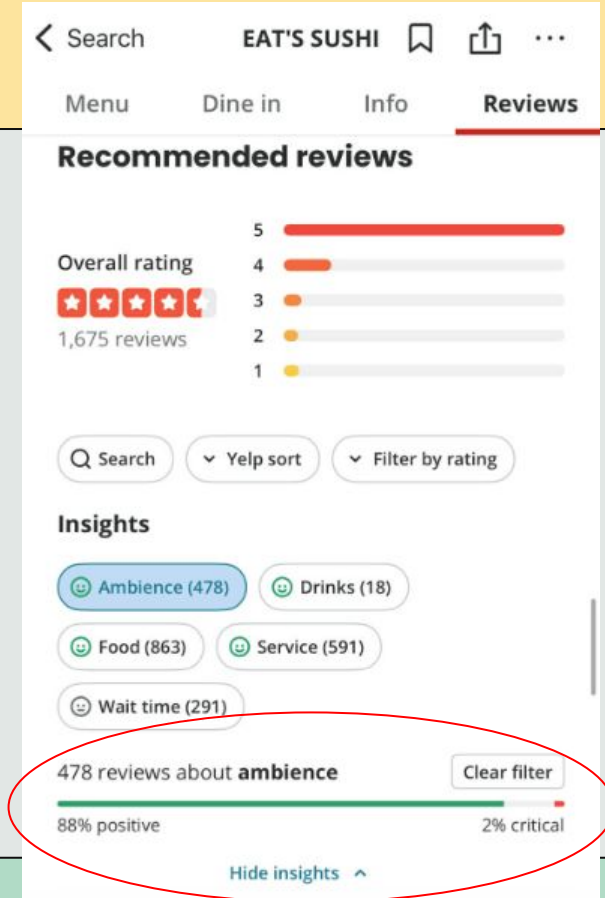 Search EAT'S SUSHI
Menu Dine in Info Reviews
Recommended reviews
5
Overall rating 4
3
1,675 reviews 2
1
Search Yelp sort Filter by rating
Insights
Ambience (478) Drinks (18)
Food (863) Service (591)
Wait time (291)
478 reviews about ambience Clear filter
88% positive 2% critical
Hide insights